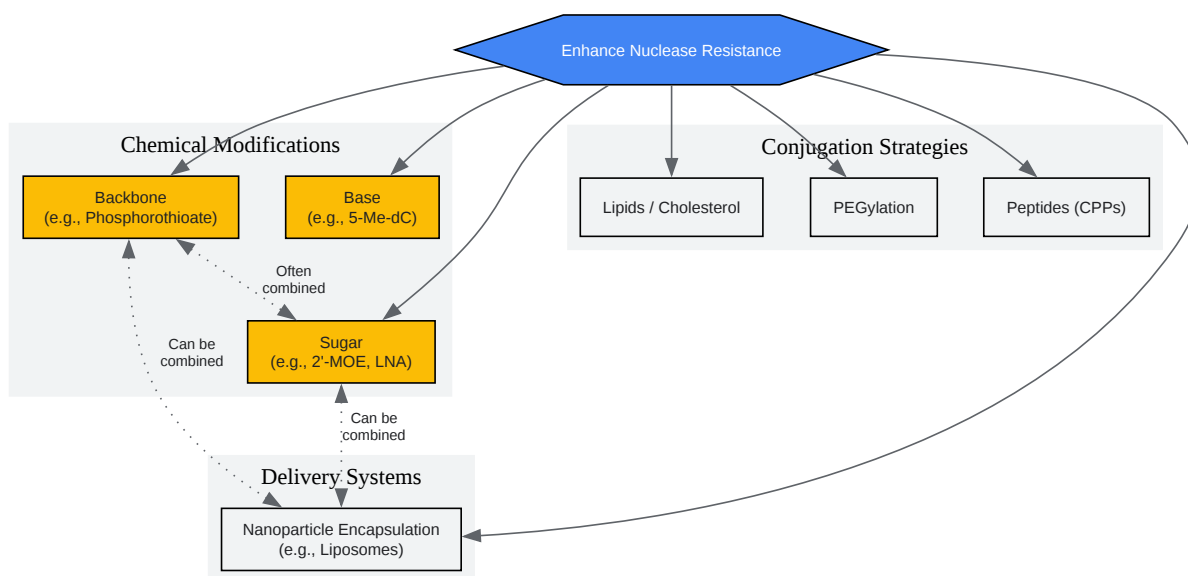 Enhance Nuclease Resistance
Chemical Modifications
Conjugation Strategies
Backbone
(e.g., Phosphorothioate)
Base
(e.g., 5-Me-dC)
Lipids / Cholesterol
PEGylation
Peptides (CPPs)
Often
combined
Can be
combined
Sugar
(e.g., 2'-MOE, LNA)
Can be
combined
Delivery Systems
Nanoparticle Encapsulation
(e.g., Liposomes)